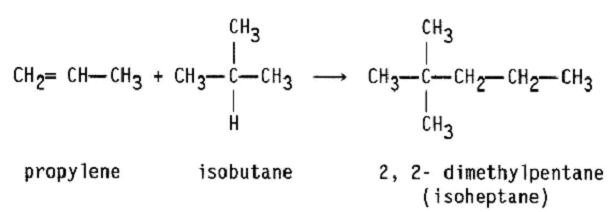 CH3 CH3
CH2= CH—CH3 + CH3—C—CH3 ⟶ CH3—C—CH2—CH2—CH3
H CH3
propylene isobutane 2, 2- dimethylpentane
(isoheptane)